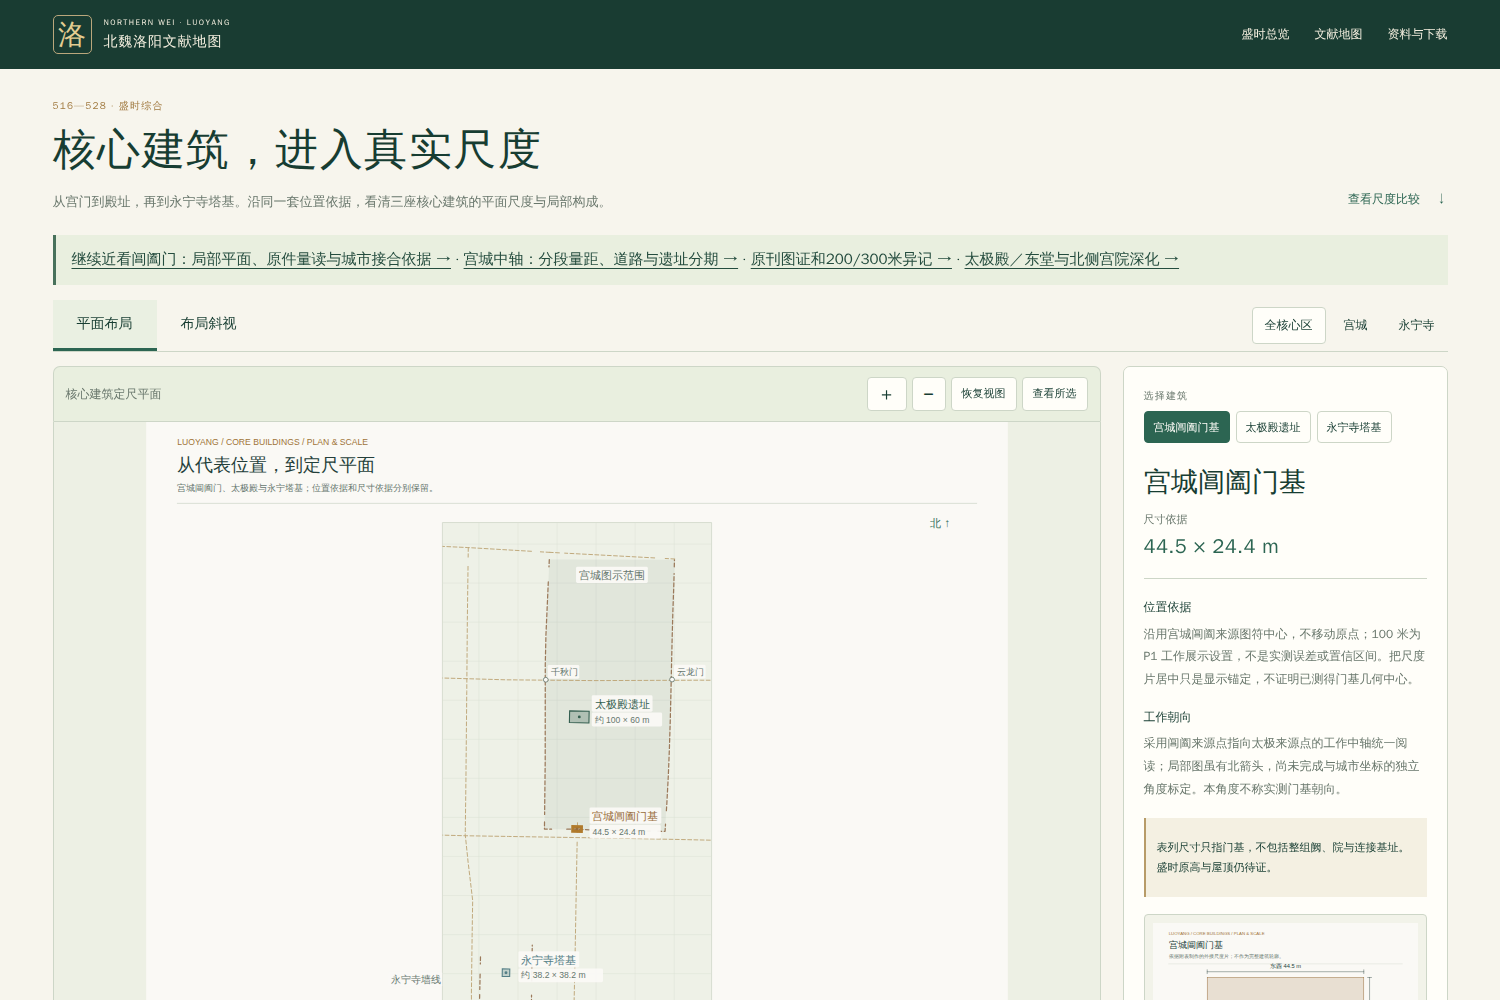 洛
NORTHERN WEI · LUOYANG
北魏洛阳文献地图
盛时总览
文献地图
资料与下载
516—528 · 盛时综合
核心建筑，进入真实尺度
从宫门到殿址，再到永宁寺塔基。沿同一套位置依据，看清三座核心建筑的平面尺度与局部构成。
查看尺度比较 ↓
继续近看阊阖门：局部平面、原件量读与城市接合依据 → · 宫城中轴：分段量距、道路与遗址分期 → · 原刊图证和200/300米异记 → · 太极殿／东堂与北侧宫院深化 →
平面布局
布局斜视
全核心区
宫城
永宁寺
核心建筑定尺平面
+
−
恢复视图
查看所选
LUOYANG / CORE BUILDINGS / PLAN & SCALE
从代表位置，到定尺平面
宫城阊阖门、太极殿与永宁塔基；位置依据和尺寸依据分别保留。
北 ↑
宫城图示范围
千秋门
云龙门
太极殿遗址
约 100 × 60 m
宫城阊阖门基
44.5 × 24.4 m
永宁寺塔基
约 38.2 × 38.2 m
永宁寺墙线
选择建筑
宫城阊阖门基
太极殿遗址
永宁寺塔基
宫城阊阖门基
尺寸依据
44.5 × 24.4 m
位置依据
沿用宫城阊阖来源图符中心，不移动原点；100 米为
P1 工作展示设置，不是实测误差或置信区间。把尺度
片居中只是显示锚定，不证明已测得门基几何中心。
工作朝向
采用阊阖来源点指向太极来源点的工作中轴统一阅
读；局部图虽有北箭头，尚未完成与城市坐标的独立
角度标定。本角度不称实测门基朝向。
表列尺寸只指门基，不包括整组阙、院与连接基址。
盛时原高与屋顶仍待证。
LUOYANG / CORE BUILDINGS / PLAN & SCALE
宫城阊阖门基
东西 44.5 m